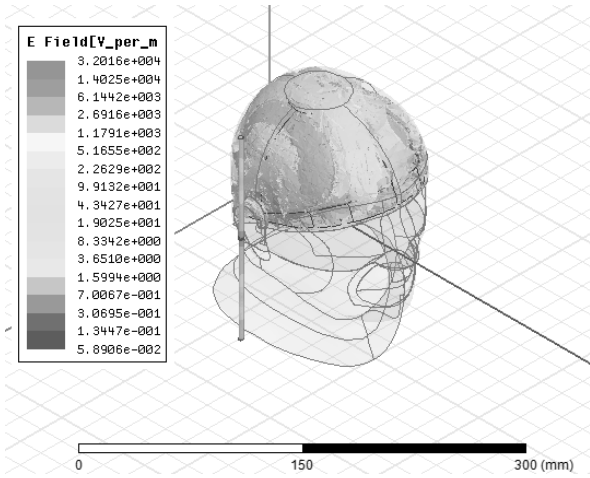 E Field[V_per_m
3.2016e+004
1.4025e+004
6.1442e+003
2.6916e+003
1.1791e+003
5.1655e+002
2.2629e+002
9.9132e+001
4.3427e+001
1.9025e+001
8.3342e+000
3.6510e+000
1.5994e+000
7.0067e-001
3.0695e-001
1.3447e-001
5.8906e-002
0 150 300 (mm)